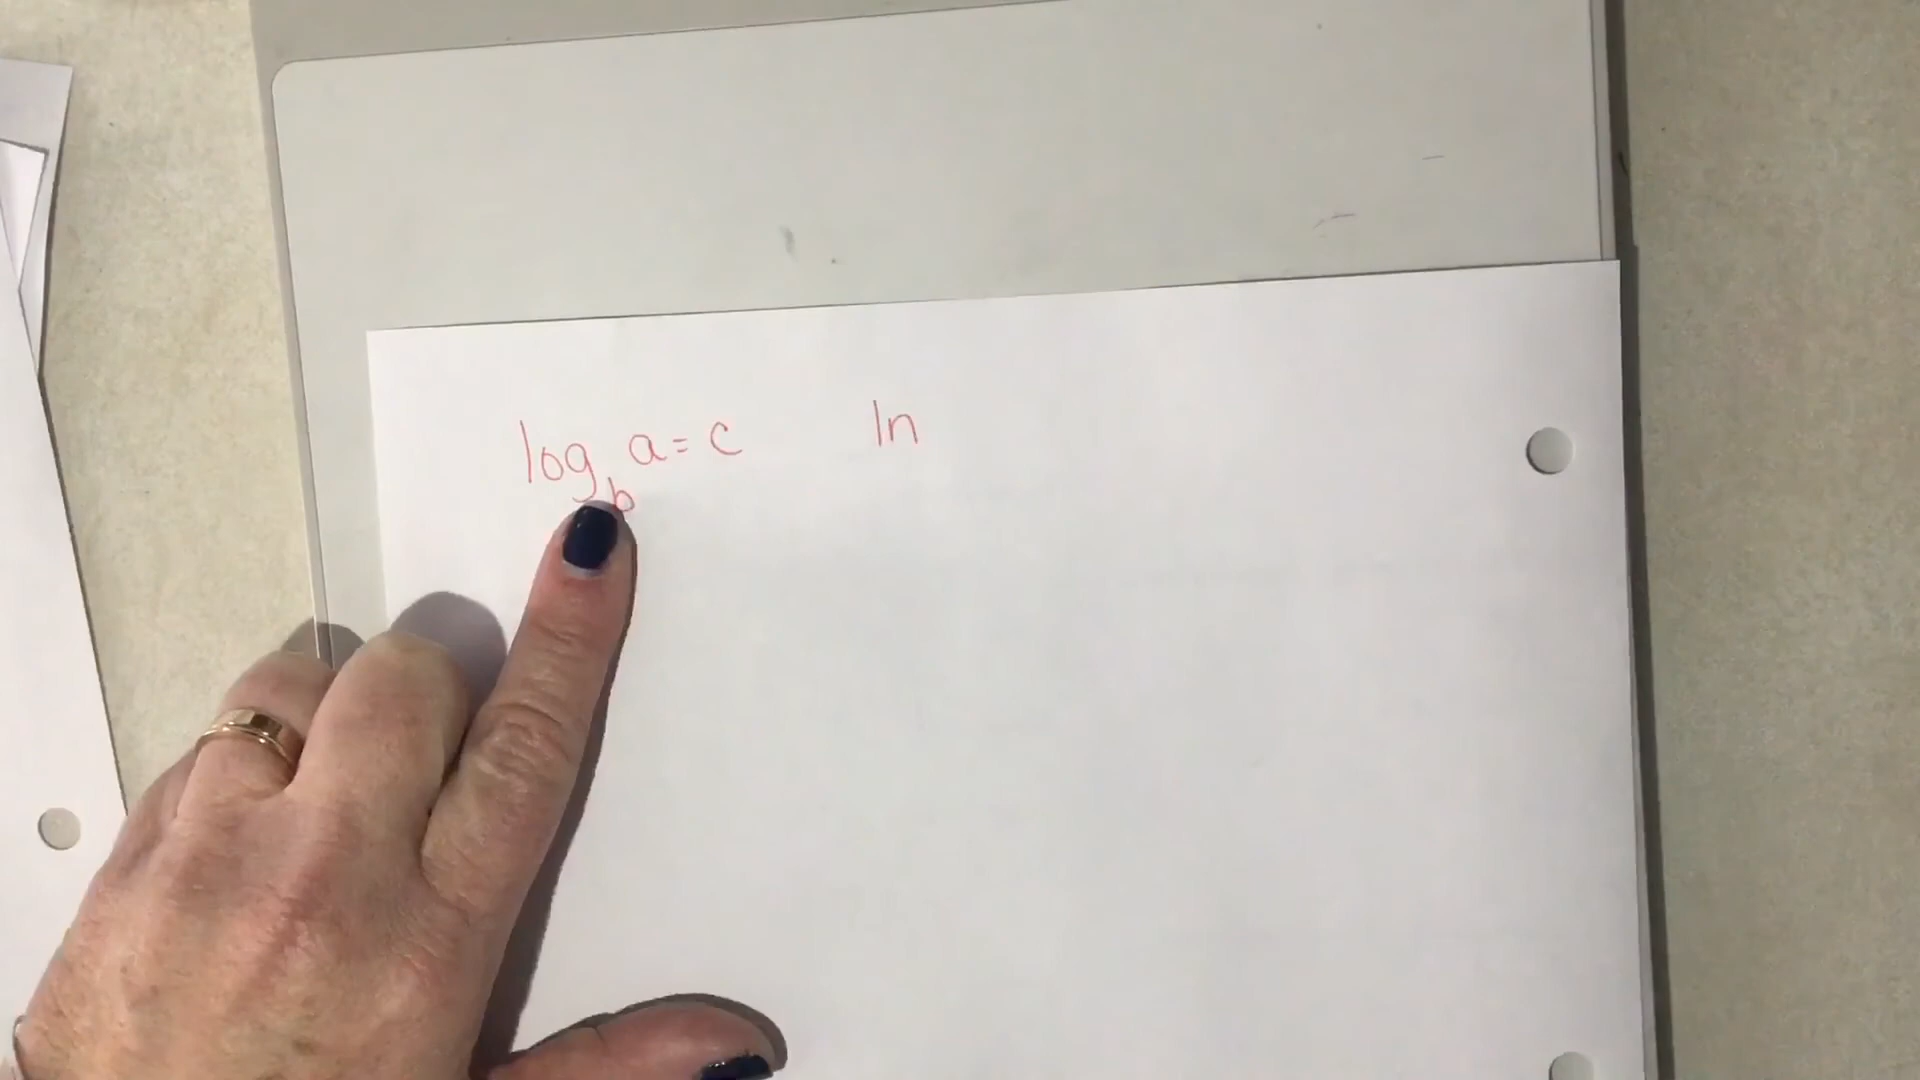 log_b a = c ln